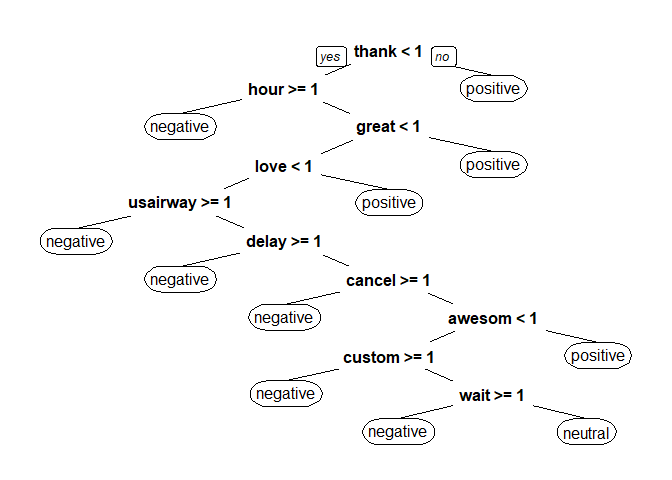 yes thank < 1 no
hour >= 1 positive
negative great < 1
love < 1 positive
usairway >= 1 positive
negative delay >= 1
negative cancel >= 1
negative awesom < 1
custom >= 1 positive
negative wait >= 1
negative neutral